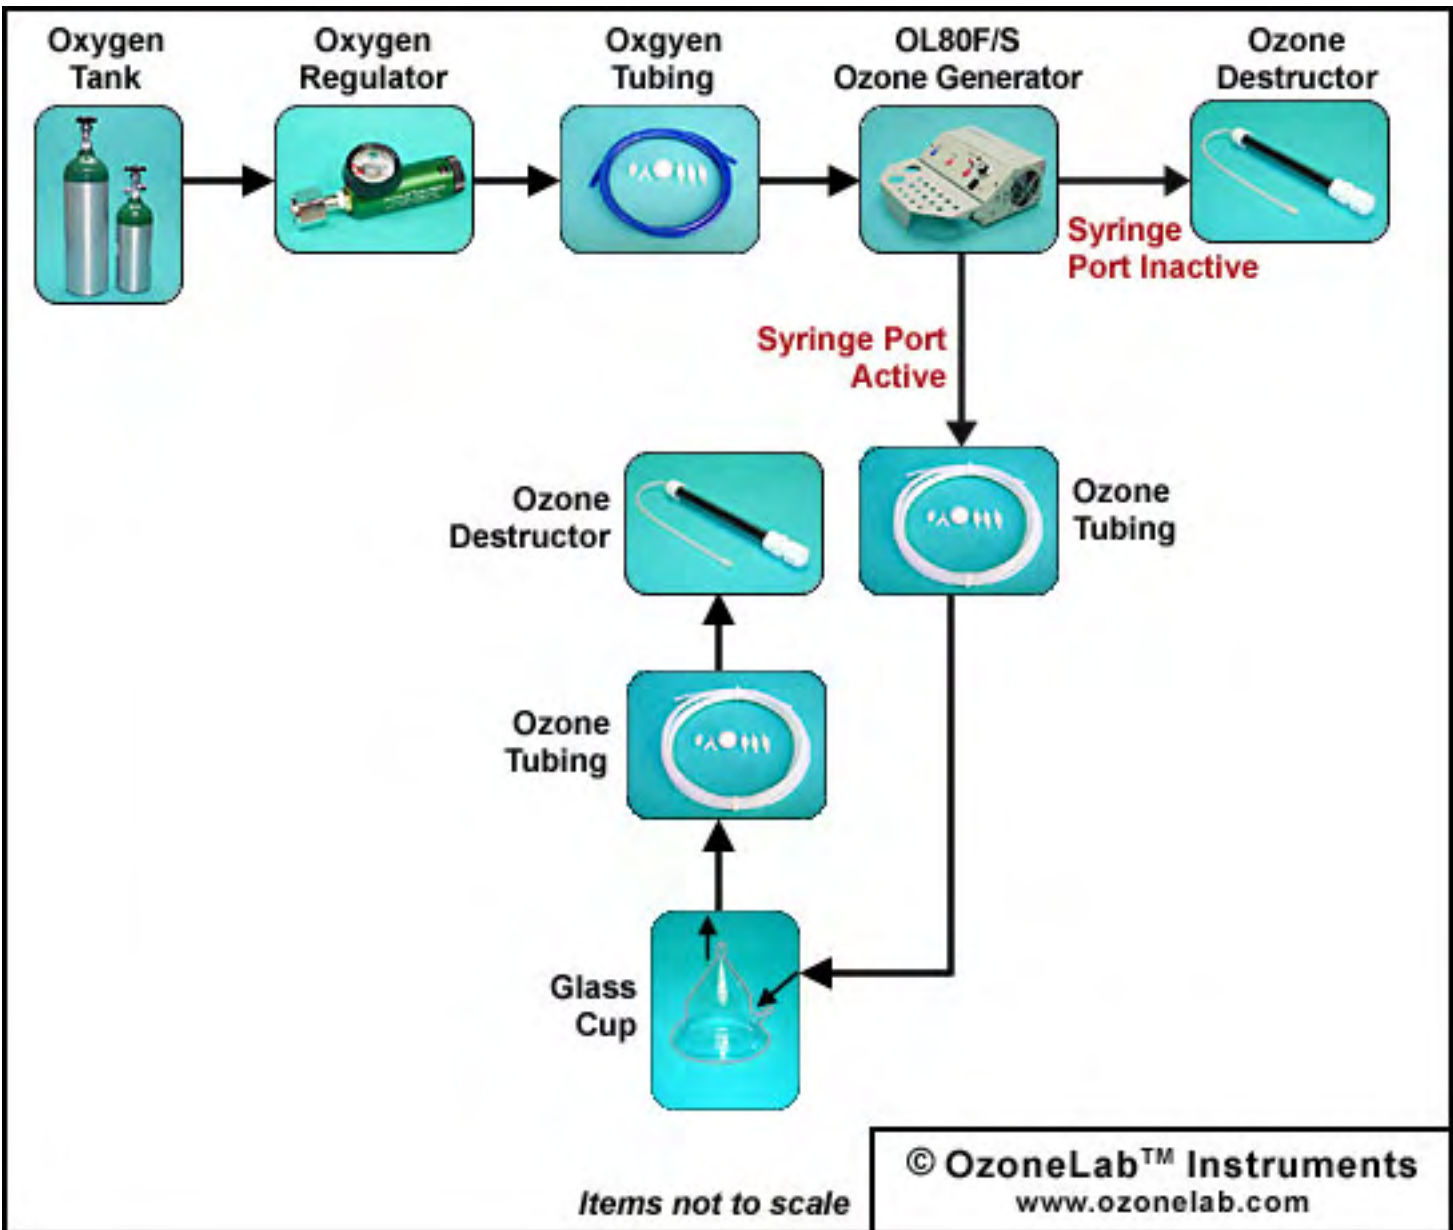 Oxygen
Tank
Oxygen
Regulator
Oxgyen
Tubing
OL80F/S
Ozone Generator
Ozone
Destructor
Syringe
Port Inactive
Syringe Port
Active
Ozone
Destructor
Ozone
Tubing
Ozone
Tubing
Glass
Cup
Items not to scale
© OzoneLab™ Instruments
www.ozonelab.com